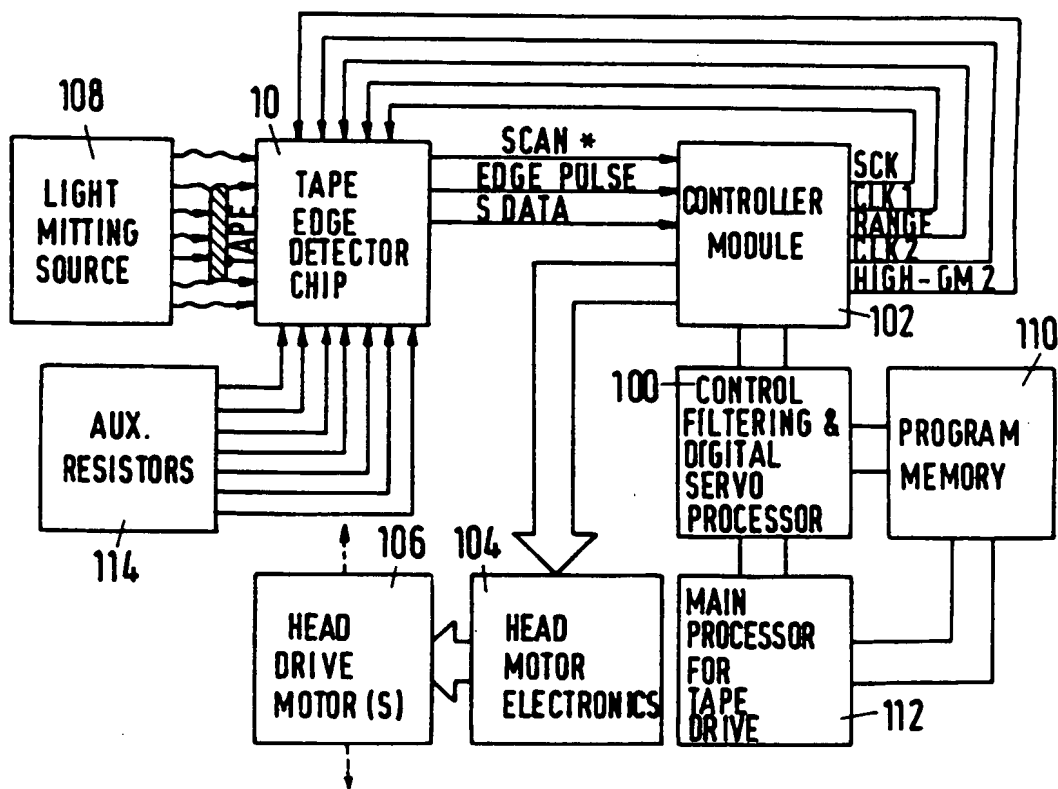 108
LIGHT
MITTING
SOURCE
TAPE
10
TAPE
EDGE
DETECTOR
CHIP
SCAN *
EDGE PULSE
S DATA
CONTROLLER
MODULE
SCK
CLK 1
RANGE
CLK 2
HIGH-GM 2
102
AUX.
RESISTORS
114
100
CONTROL
FILTERING &
DIGITAL
SERVO
PROCESSOR
110
PROGRAM
MEMORY
106
HEAD
DRIVE
MOTOR (S)
104
HEAD
MOTOR
ELECTRONICS
MAIN
PROCESSOR
FOR
TAPE
DRIVE
112